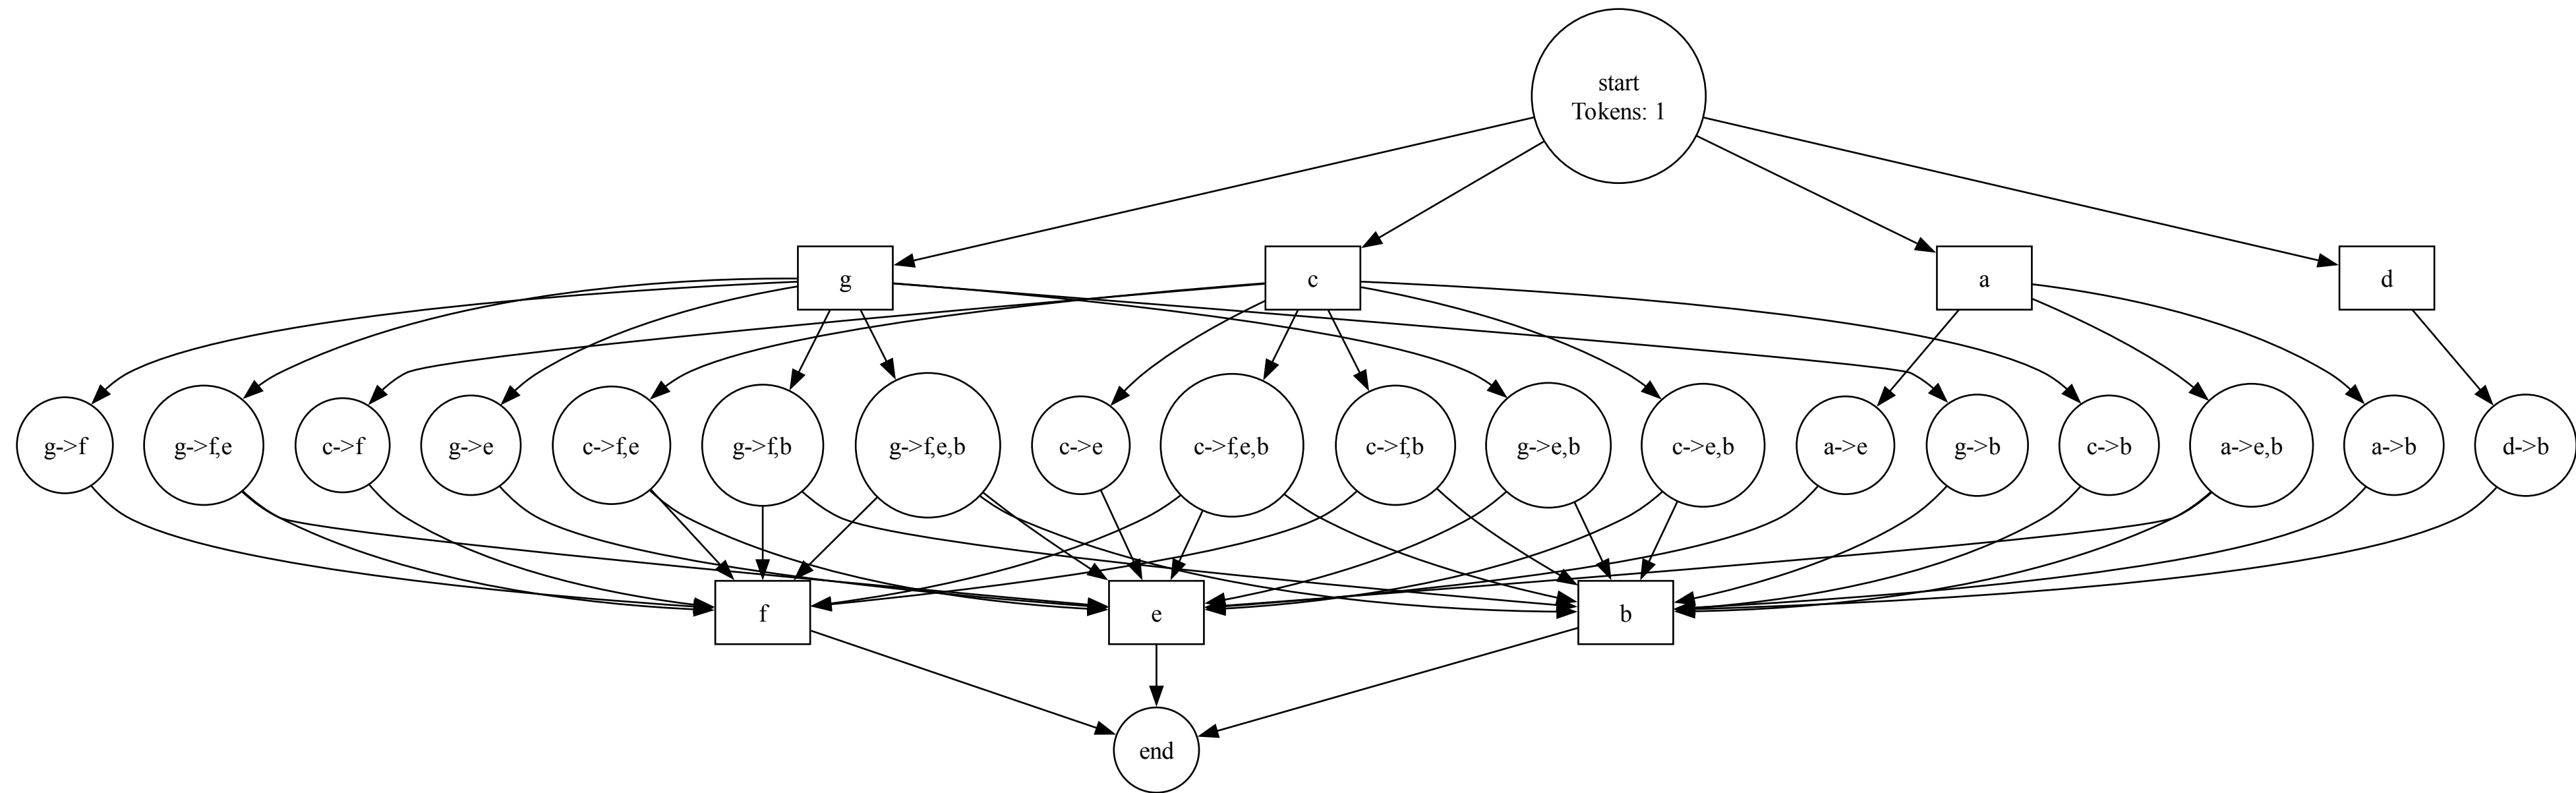 start
Tokens: 1
g
c
a
d
g->f
g->f,e
c->f
g->e
c->f,e
g->f,b
g->f,e,b
c->e
c->f,e,b
c->f,b
g->e,b
c->e,b
a->e
g->b
c->b
a->e,b
a->b
d->b
f
e
b
end